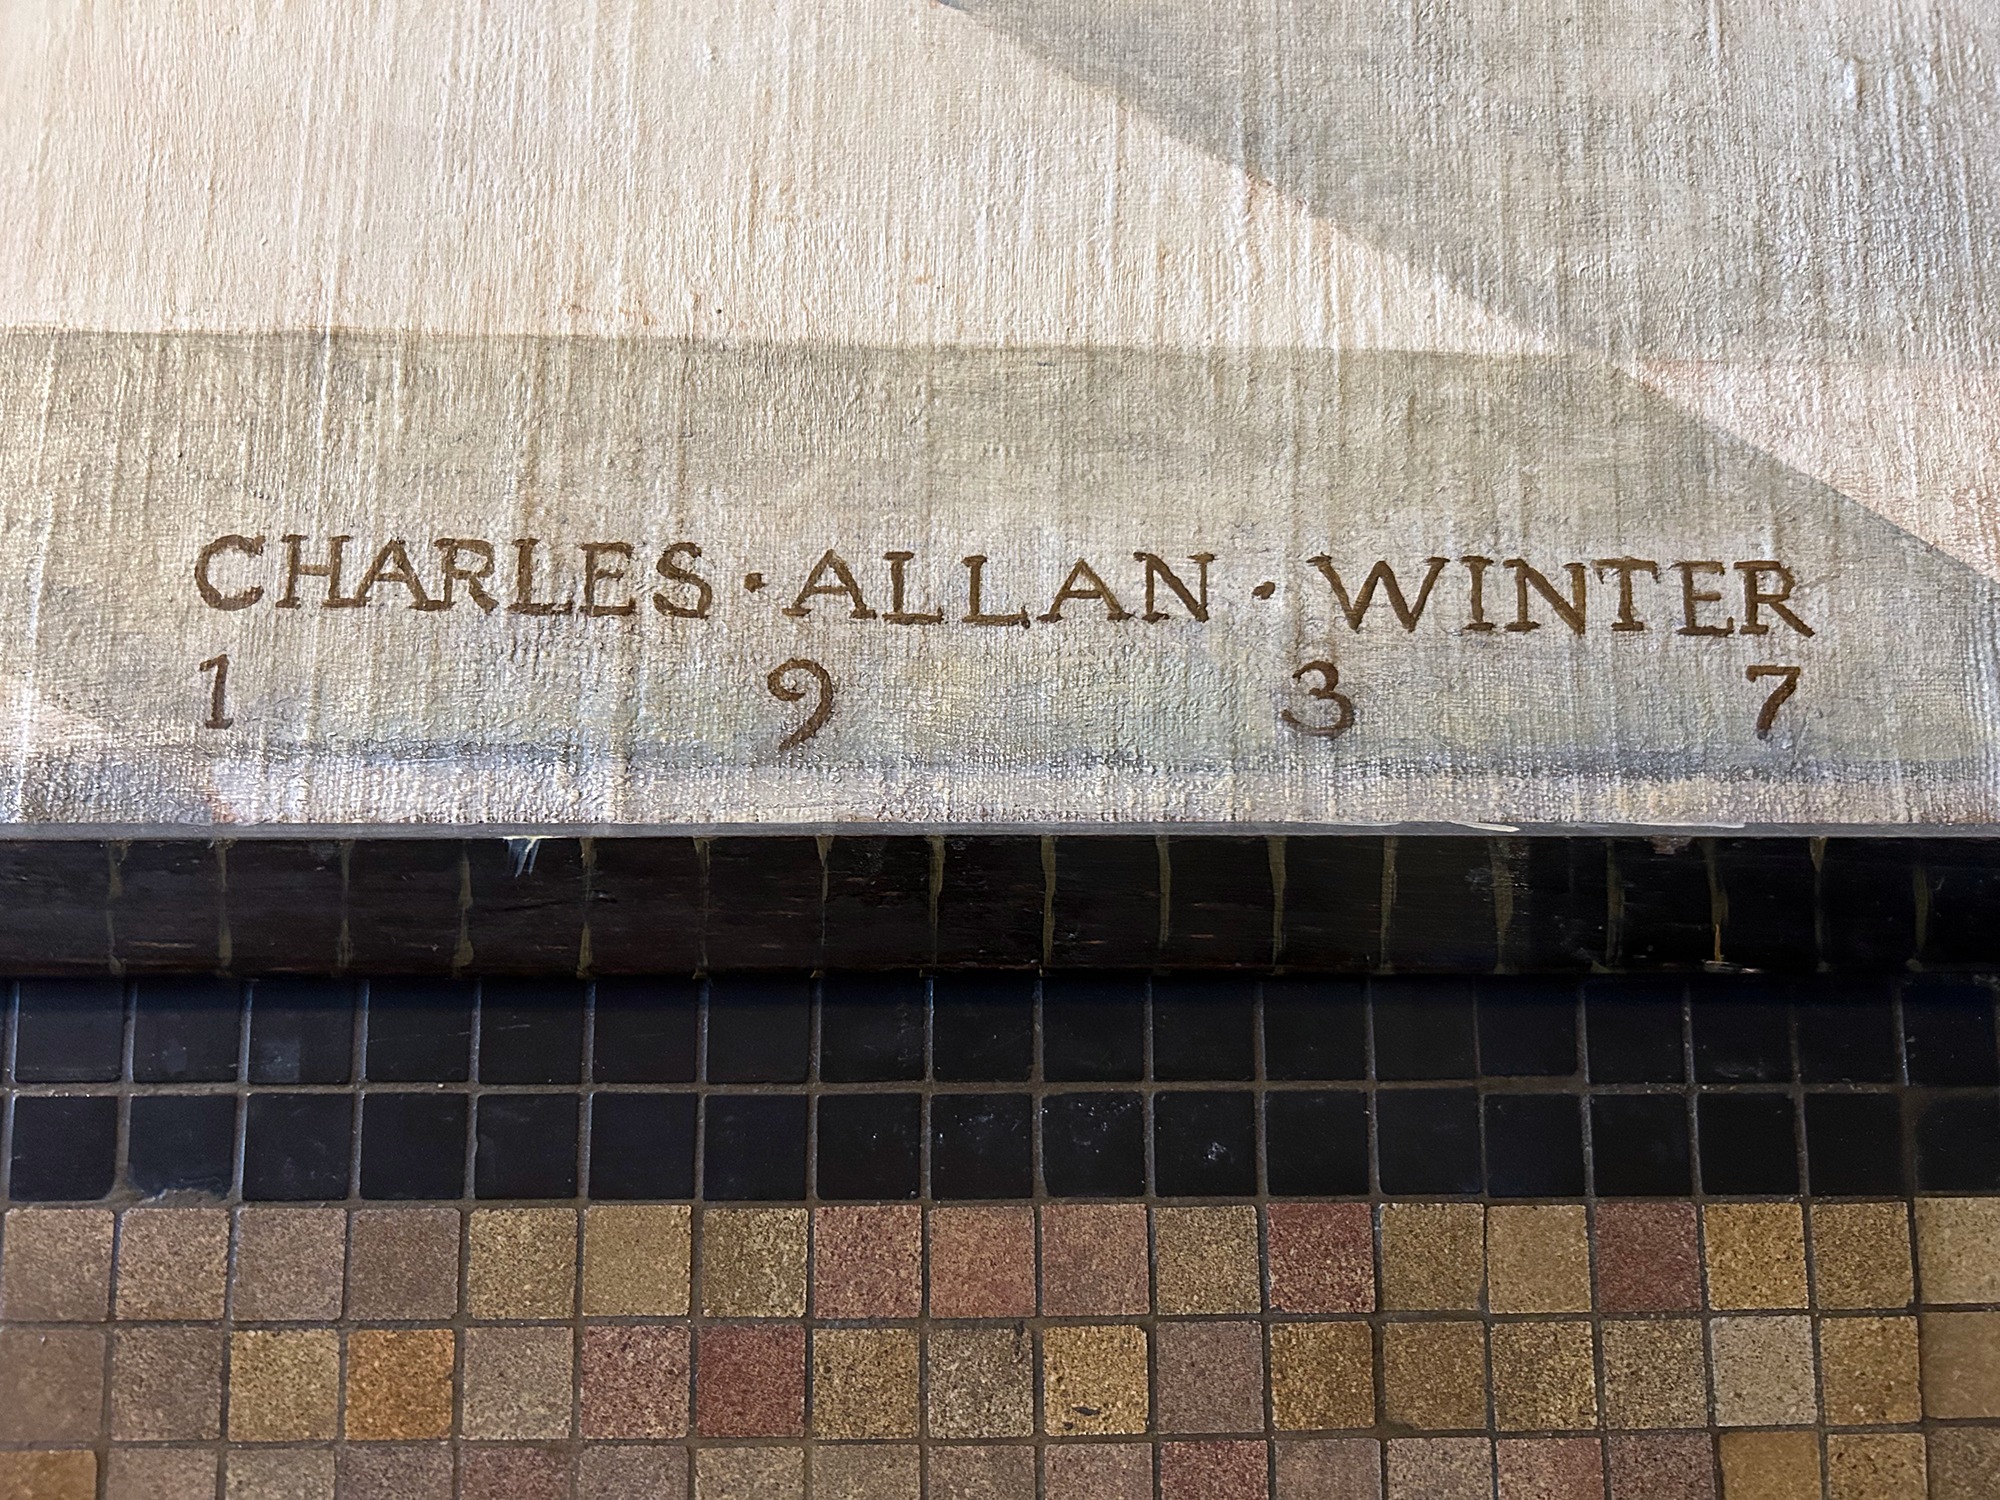 CHARLES · ALLAN · WINTER
1 9 3 7